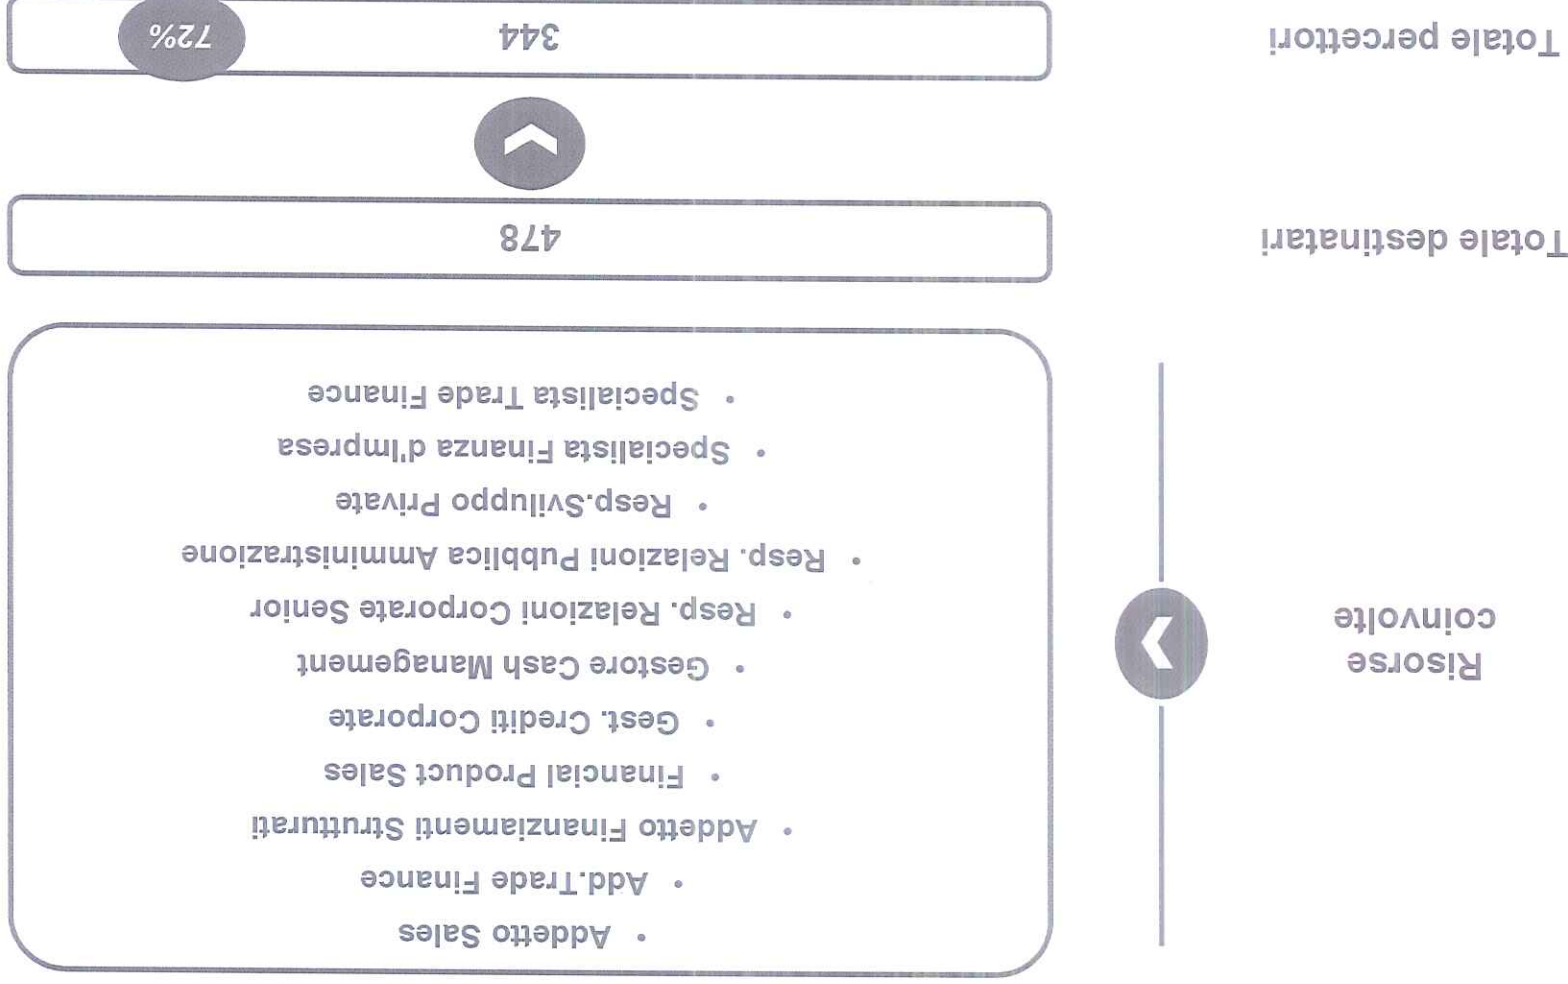 Risorse
coinvolte
• Addetto Sales
• Add.Trade Finance
• Addetto Finanziamenti Strutturati
• Financial Product Sales
• Gest. Crediti Corporate
• Gestore Cash Management
• Resp. Relazioni Corporate Senior
• Resp. Relazioni Pubblica Amministrazione
• Resp.Sviluppo Private
• Specialista Finanza d'Impresa
• Specialista Trade Finance
Totale destinatari
478
Totale percettori
344
72%